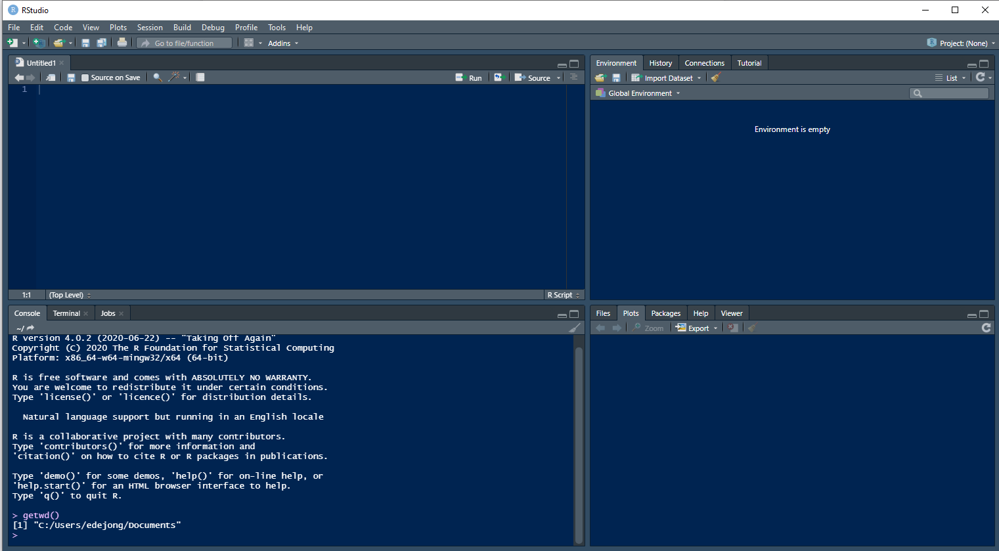 RStudio
File Edit Code View Plots Session Build Debug Profile Tools Help
Go to file/function Addins Project: (None)
Untitled1
Source on Save Run Source
1
1:1 (Top Level) R Script
Environment History Connections Tutorial
Import Dataset List
Global Environment
Environment is empty
Console Terminal Jobs
~/
R version 4.0.2 (2020-06-22) -- "Taking Off Again"
Copyright (C) 2020 The R Foundation for Statistical Computing
Platform: x86_64-w64-mingw32/x64 (64-bit)
R is free software and comes with ABSOLUTELY NO WARRANTY.
You are welcome to redistribute it under certain conditions.
Type 'license()' or 'licence()' for distribution details.
Natural language support but running in an English locale
R is a collaborative project with many contributors.
Type 'contributors()' for more information and
'citation()' on how to cite R or R packages in publications.
Type 'demo()' for some demos, 'help()' for on-line help, or
'help.start()' for an HTML browser interface to help.
Type 'q()' to quit R.
> getwd()
[1] "C:/Users/edejong/Documents"
>
Files Plots Packages Help Viewer
Zoom Export